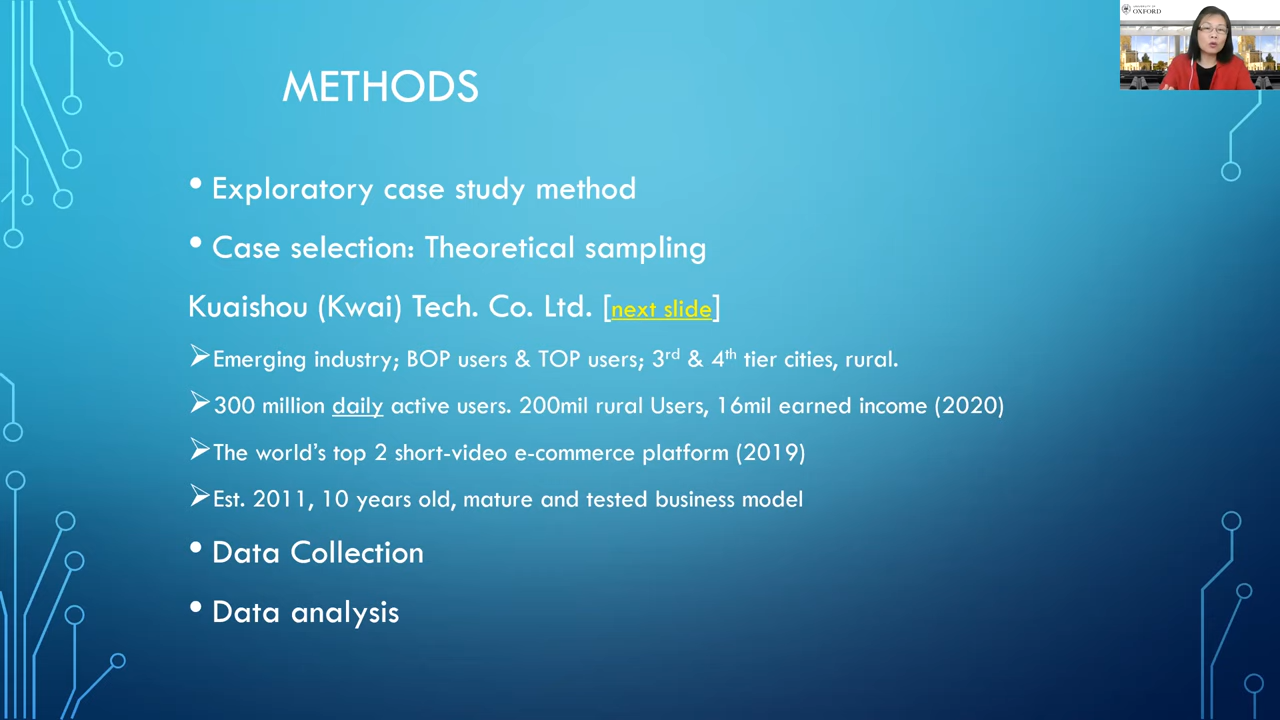 UNIVERSITY OF
OXFORD
METHODS
• Exploratory case study method
• Case selection: Theoretical sampling
Kuaishou (Kwai) Tech. Co. Ltd. [next slide]
➢Emerging industry; BOP users & TOP users; 3rd & 4th tier cities, rural.
➢300 million daily active users. 200mil rural Users, 16mil earned income (2020)
➢The world's top 2 short-video e-commerce platform (2019)
➢Est. 2011, 10 years old, mature and tested business model
• Data Collection
• Data analysis